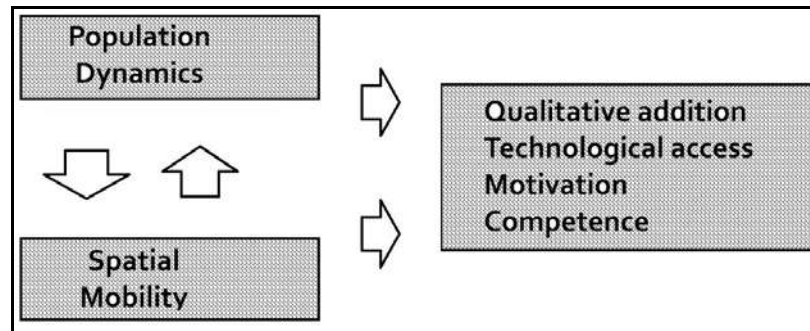 Population
Dynamics
Qualitative addition
Technological access
Motivation
Competence
Spatial
Mobility